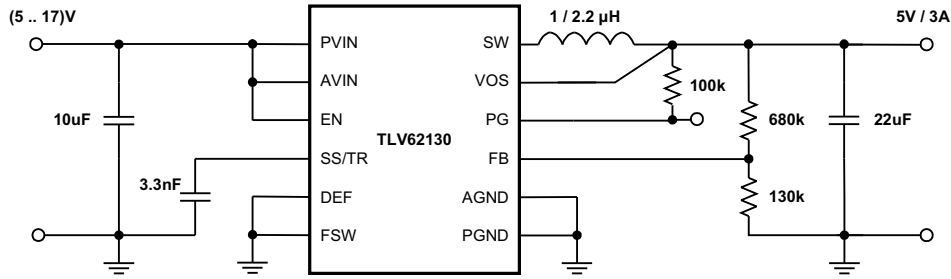 (5 .. 17)V
1 / 2.2 µH
5V / 3A
PVIN
SW
AVIN
VOS
100k
10uF
EN
PG
680k
22uF
TLV62130
SS/TR
FB
3.3nF
DEF
AGND
130k
FSW
PGND